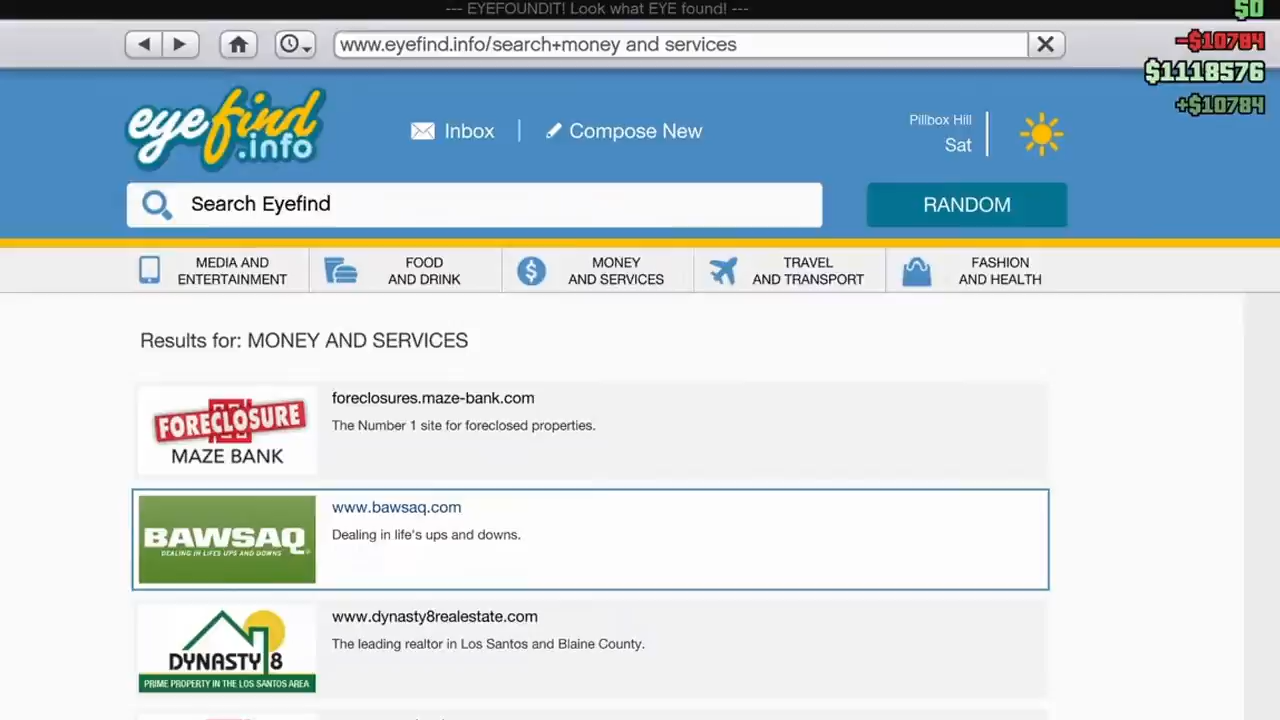 --- EYEFOUNDIT! Look what EYE found! ---
$0
www.eyefind.info/search+money and services
-$10784
$1118576
+$10784
eyefind
.info
Inbox
Compose New
Pillbox Hill
Sat
Search Eyefind
RANDOM
MEDIA AND
ENTERTAINMENT
FOOD
AND DRINK
MONEY
AND SERVICES
TRAVEL
AND TRANSPORT
FASHION
AND HEALTH
Results for: MONEY AND SERVICES
FORECLOSURE
MAZE BANK
foreclosures.maze-bank.com
The Number 1 site for foreclosed properties.
BAWSAQ
DEALING IN LIFE'S UPS AND DOWNS
www.bawsaq.com
Dealing in life's ups and downs.
DYNASTY 8
PRIME PROPERTY IN THE LOS SANTOS AREA
www.dynasty8realestate.com
The leading realtor in Los Santos and Blaine County.